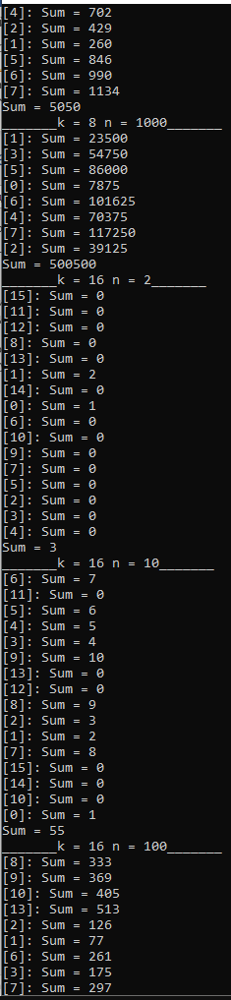 [4]: Sum = 702
[2]: Sum = 429
[1]: Sum = 260
[5]: Sum = 846
[6]: Sum = 990
[7]: Sum = 1134
Sum = 5050
_______k = 8 n = 1000_______
[1]: Sum = 23500
[3]: Sum = 54750
[5]: Sum = 86000
[0]: Sum = 7875
[6]: Sum = 101625
[4]: Sum = 70375
[7]: Sum = 117250
[2]: Sum = 39125
Sum = 500500
_______k = 16 n = 2_______
[15]: Sum = 0
[11]: Sum = 0
[12]: Sum = 0
[8]: Sum = 0
[13]: Sum = 0
[1]: Sum = 2
[14]: Sum = 0
[0]: Sum = 1
[6]: Sum = 0
[10]: Sum = 0
[9]: Sum = 0
[7]: Sum = 0
[5]: Sum = 0
[2]: Sum = 0
[3]: Sum = 0
[4]: Sum = 0
Sum = 3
_______k = 16 n = 10_______
[6]: Sum = 7
[11]: Sum = 0
[5]: Sum = 6
[4]: Sum = 5
[3]: Sum = 4
[9]: Sum = 10
[13]: Sum = 0
[12]: Sum = 0
[8]: Sum = 9
[2]: Sum = 3
[1]: Sum = 2
[7]: Sum = 8
[15]: Sum = 0
[14]: Sum = 0
[10]: Sum = 0
[0]: Sum = 1
Sum = 55
_______k = 16 n = 100_______
[8]: Sum = 333
[9]: Sum = 369
[10]: Sum = 405
[13]: Sum = 513
[2]: Sum = 126
[1]: Sum = 77
[6]: Sum = 261
[3]: Sum = 175
[7]: Sum = 297